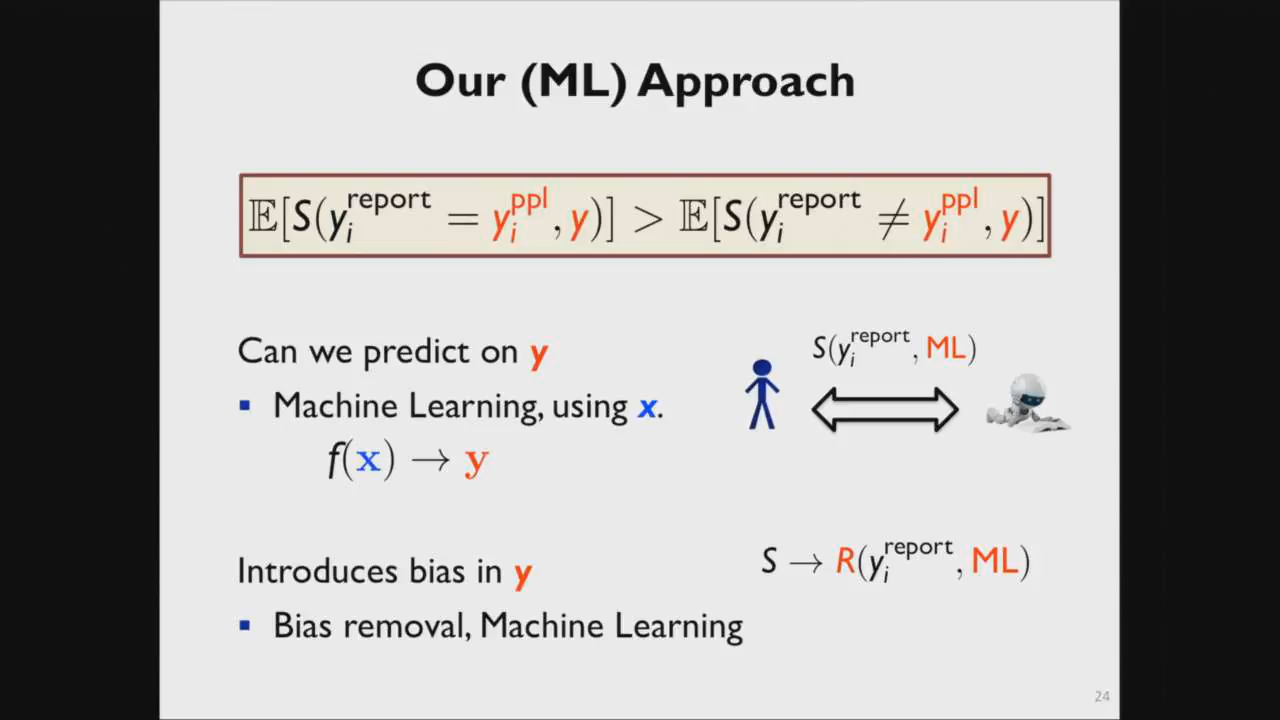 Our (ML) Approach
𝔼[S(y_i^report = y_i^ppl, y)] > 𝔼[S(y_i^report ≠ y_i^ppl, y)]
Can we predict on y
S(y_i^report, ML)
▪ Machine Learning, using x.
f(x) → y
Introduces bias in y
S → R(y_i^report, ML)
▪ Bias removal, Machine Learning
24